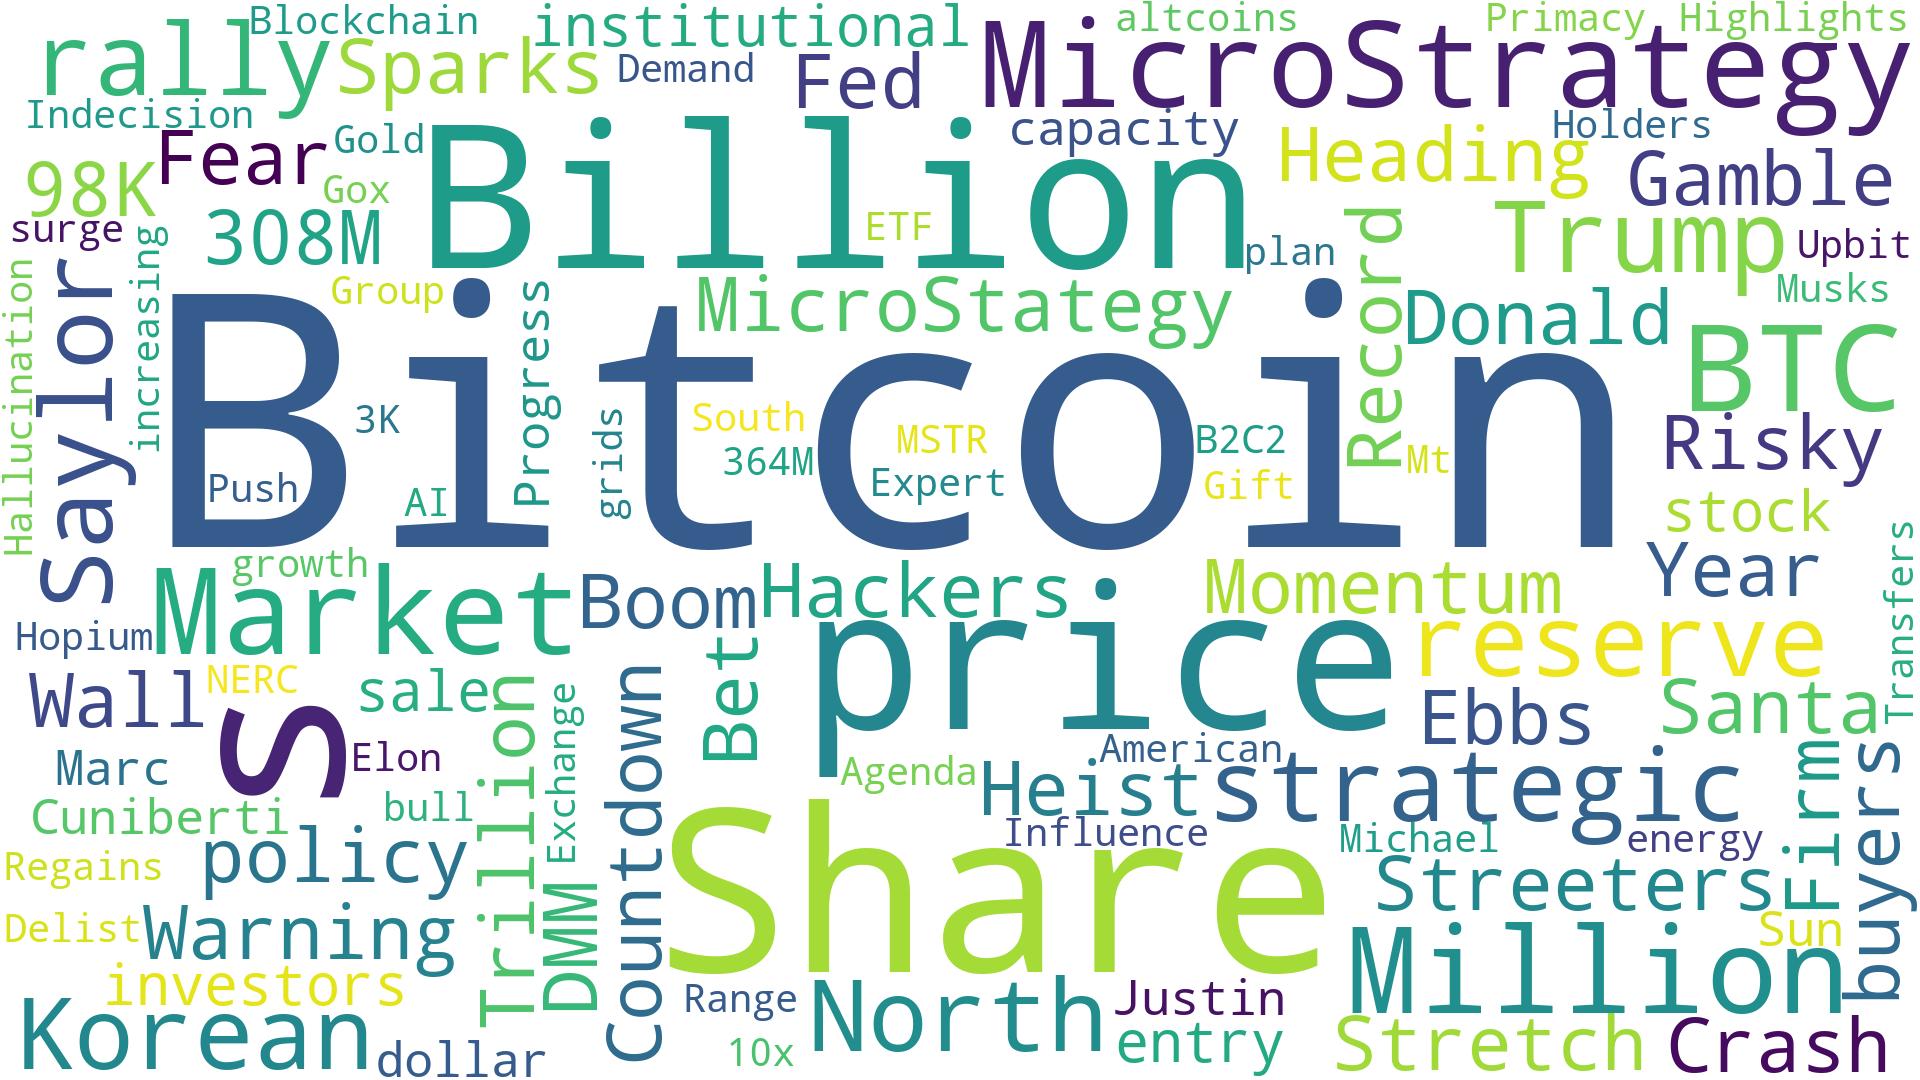 Blockchain
institutional
altcoins
Primacy
Highlights
rally
Sparks
Demand
Fed
MicroStrategy
Indecision
Fear
Gold
Billion
capacity
Heading
Holders
98K
Gox
Gamble
surge
308M
ETF
plan
Record
Trump
Upbit
Hallucination
Saylor
increasing
Group
Progress
MicroStategy
Donald
Musks
Bitcoin
BTC
3K
grids
South
MSTR
B2C2
Mt
Risky
Push
AI
364M
Expert
Gift
stock
growth
Market
Boom
Hackers
Momentum
Year
Transfers
Hopium
price
reserve
Wall
NERC
sale
Trillion
Exchange
Countdown
Bet
Ebbs
Santa
S
Marc
Elon
Agenda
American
Heist
strategic
Firm
buyers
Cuniberti
bull
Influence
Michael
energy
Regains
policy
DMM
Share
Streeters
Delist
Warning
Million
Sun
investors
Range
North
Justin
Korean
dollar
10x
entry
Stretch
Crash